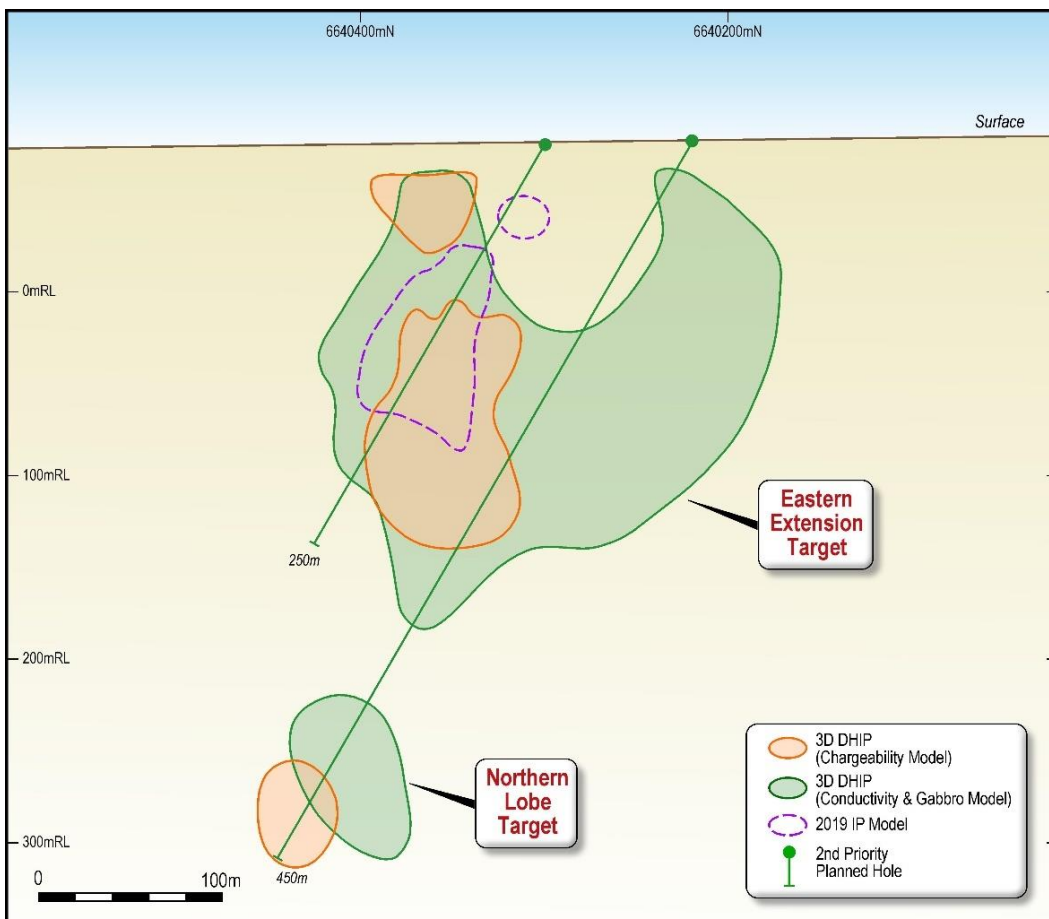 6640400mN
6640200mN
Surface
0mRL
100mRL
Eastern
Extension
Target
250m
200mRL
Northern
Lobe
Target
300mRL
450m
0
100m
3D DHIP
(Chargeability Model)
3D DHIP
(Conductivity & Gabbro Model)
2019 IP Model
2nd Priority
Planned Hole